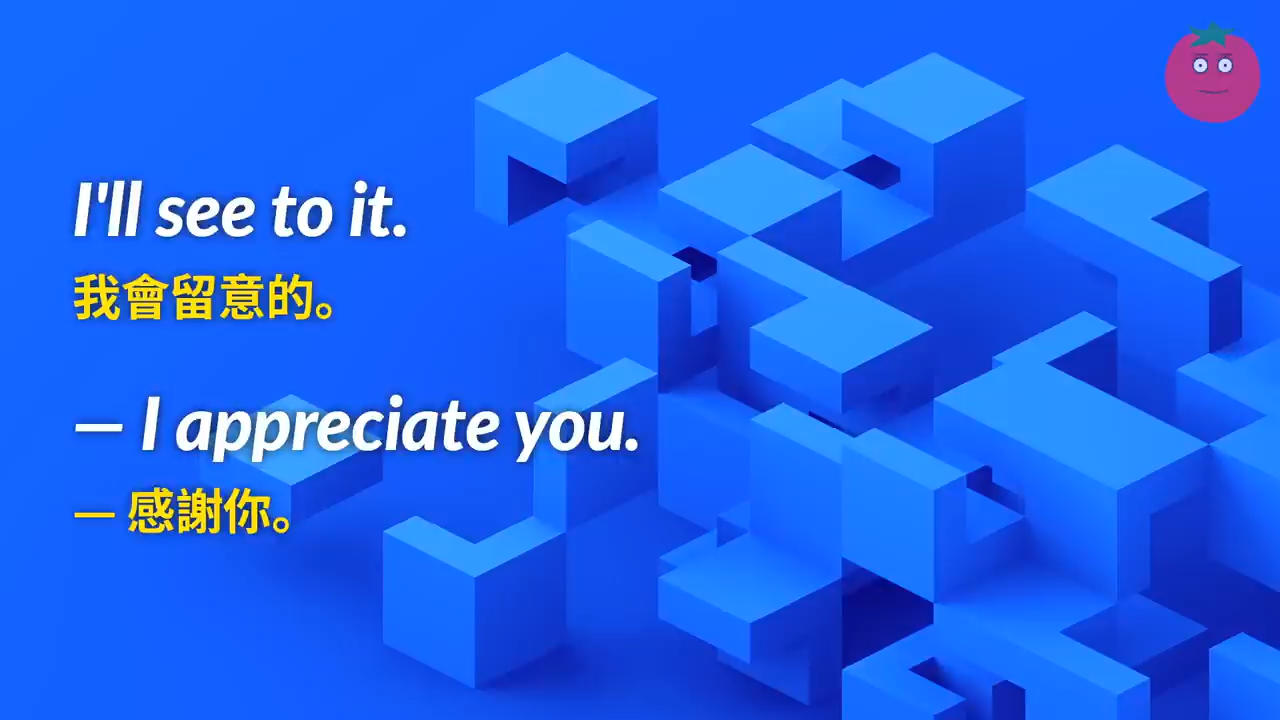 I'll see to it.
我會留意的。
— I appreciate you.
— 感謝你。